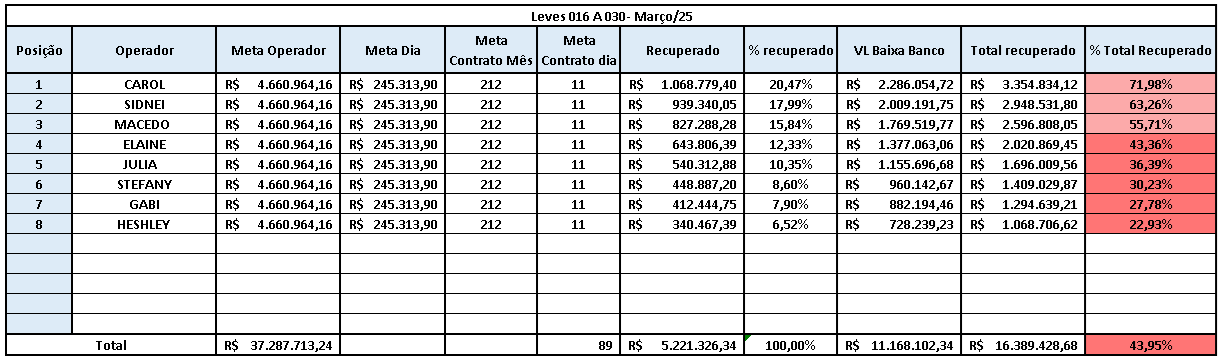 Leves 016 A 030- Março/25
Posição Operador Meta Operador Meta Dia Meta Contrato Mês Meta Contrato dia Recuperado % recuperado VL Baixa Banco Total recuperado % Total Recuperado
1 CAROL R$ 4.660.964,16 R$ 245.313,90 212 11 R$ 1.068.779,40 20,47% R$ 2.286.054,72 R$ 3.354.834,12 71,98%
2 SIDNEI R$ 4.660.964,16 R$ 245.313,90 212 11 R$ 939.340,05 17,99% R$ 2.009.191,75 R$ 2.948.531,80 63,26%
3 MACEDO R$ 4.660.964,16 R$ 245.313,90 212 11 R$ 827.288,28 15,84% R$ 1.769.519,77 R$ 2.596.808,05 55,71%
4 ELAINE R$ 4.660.964,16 R$ 245.313,90 212 11 R$ 643.806,39 12,33% R$ 1.377.063,06 R$ 2.020.869,45 43,36%
5 JULIA R$ 4.660.964,16 R$ 245.313,90 212 11 R$ 540.312,88 10,35% R$ 1.155.696,68 R$ 1.696.009,56 36,39%
6 STEFANY R$ 4.660.964,16 R$ 245.313,90 212 11 R$ 448.887,20 8,60% R$ 960.142,67 R$ 1.409.029,87 30,23%
7 GABI R$ 4.660.964,16 R$ 245.313,90 212 11 R$ 412.444,75 7,90% R$ 882.194,46 R$ 1.294.639,21 27,78%
8 HESHLEY R$ 4.660.964,16 R$ 245.313,90 212 11 R$ 340.467,39 6,52% R$ 728.239,23 R$ 1.068.706,62 22,93%
Total R$ 37.287.713,24 89 R$ 5.221.326,34 100,00% R$ 11.168.102,34 R$ 16.389.428,68 43,95%